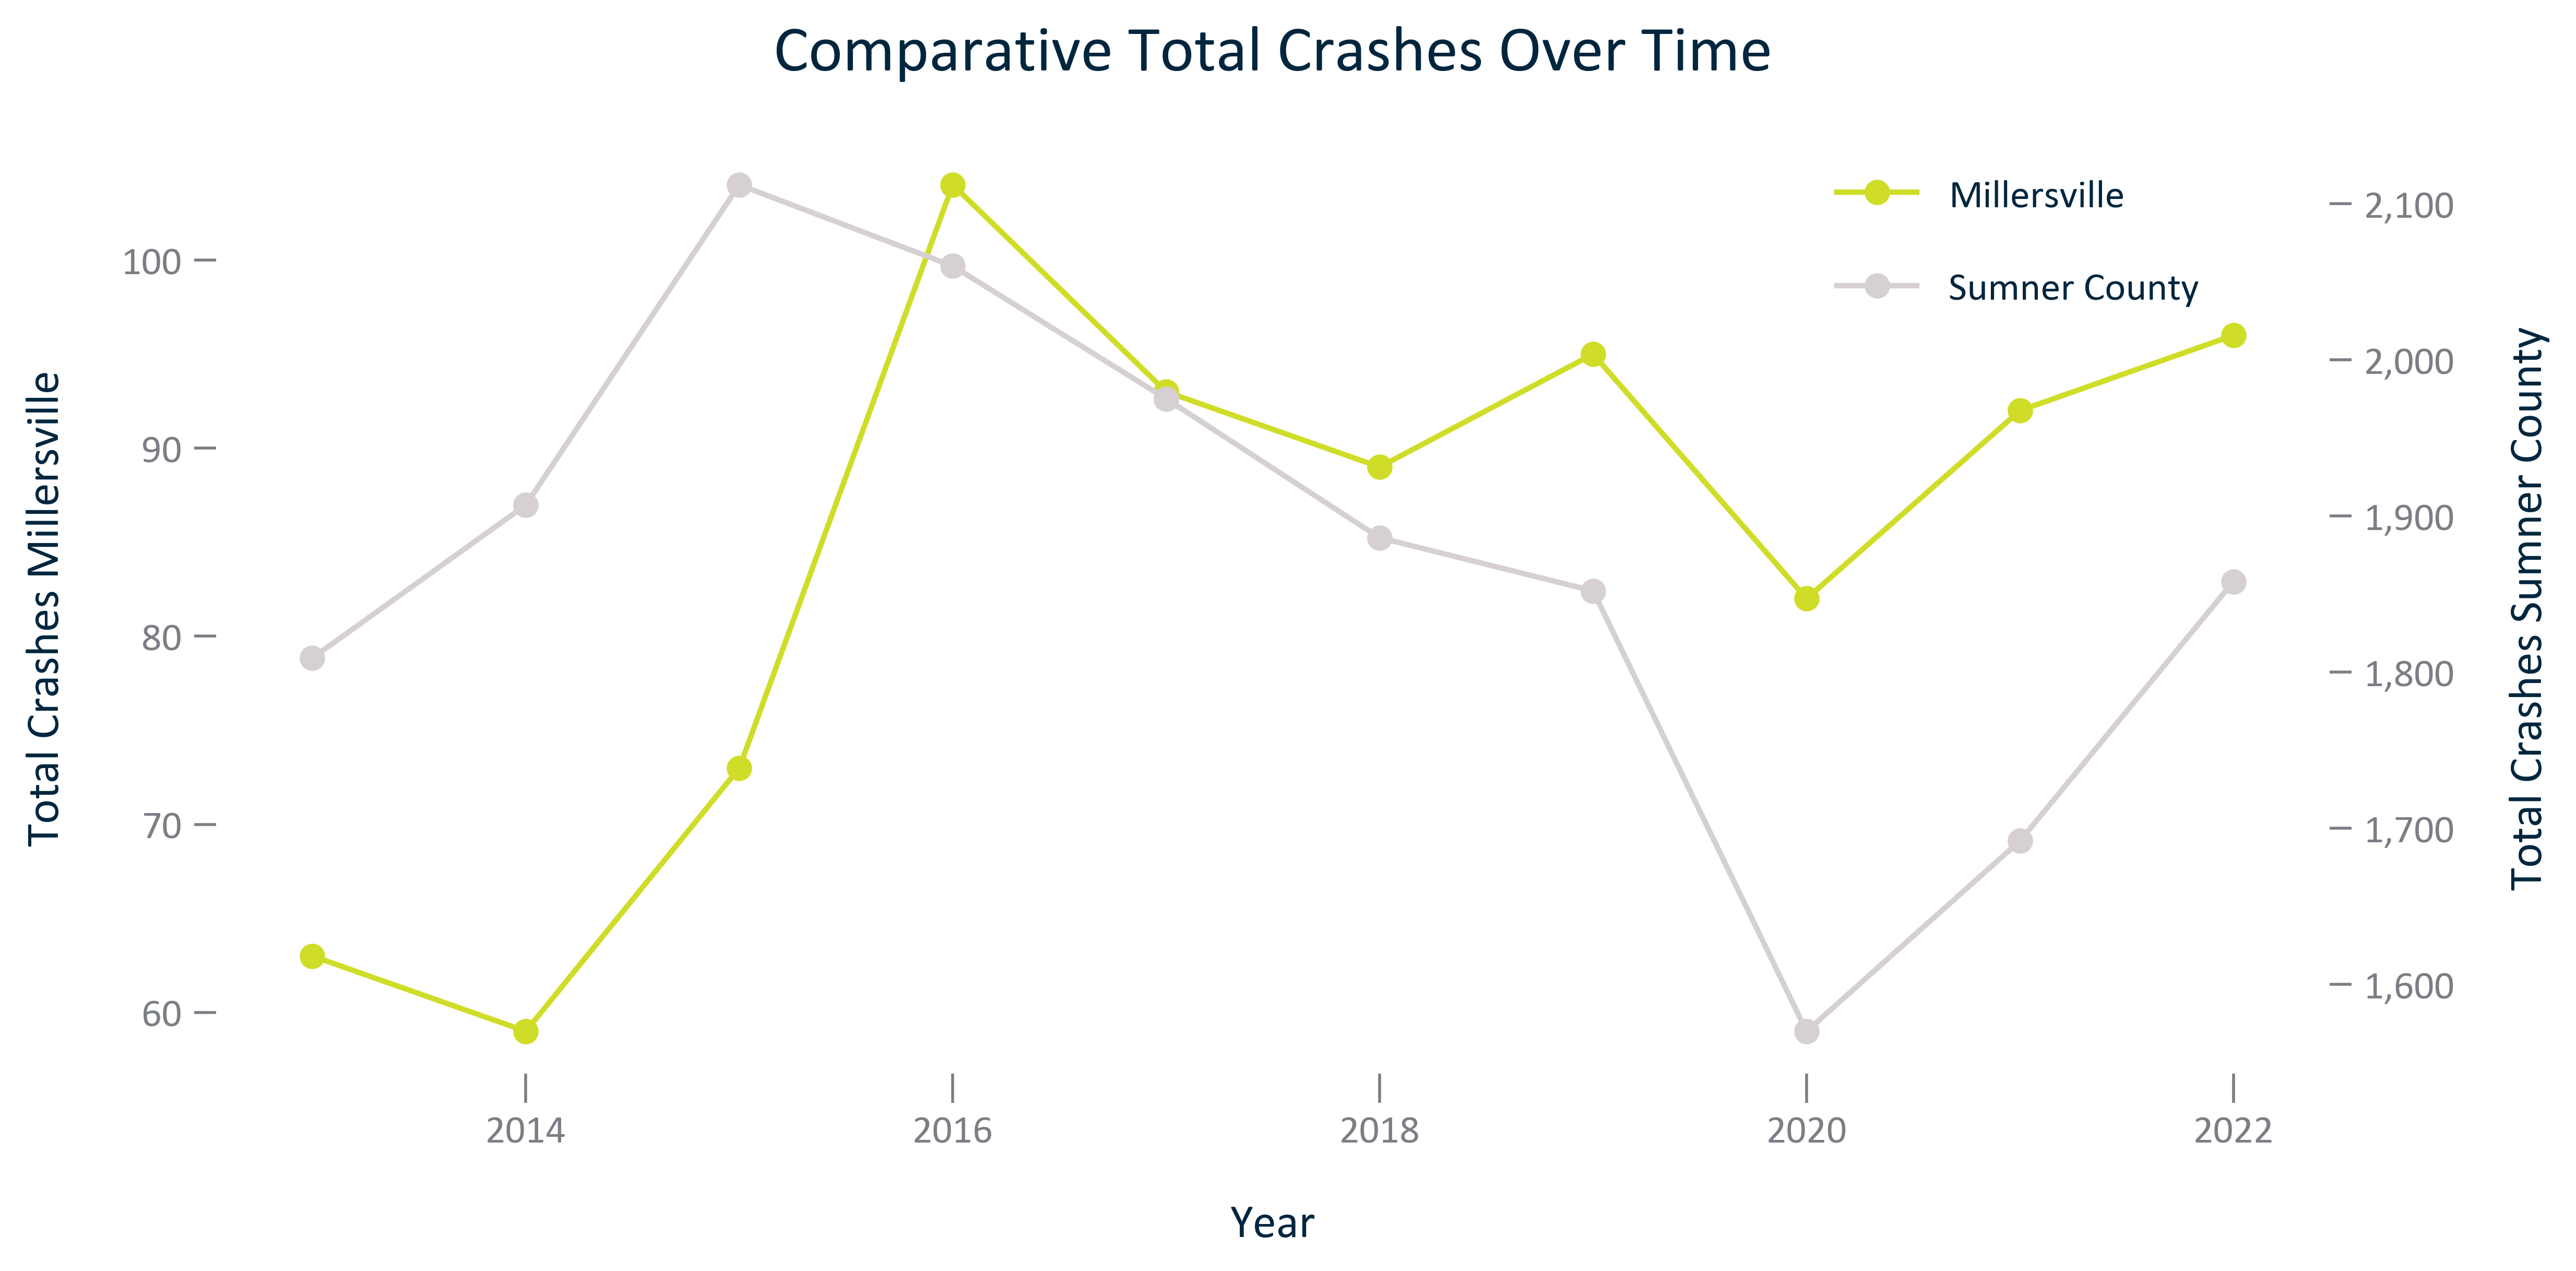 Comparative Total Crashes Over Time
Millersville
Sumner County
Total Crashes Millersville
100
90
80
70
60
2,100
2,000
1,900
1,800
1,700
1,600
Total Crashes Sumner County
2014
2016
2018
2020
2022
Year